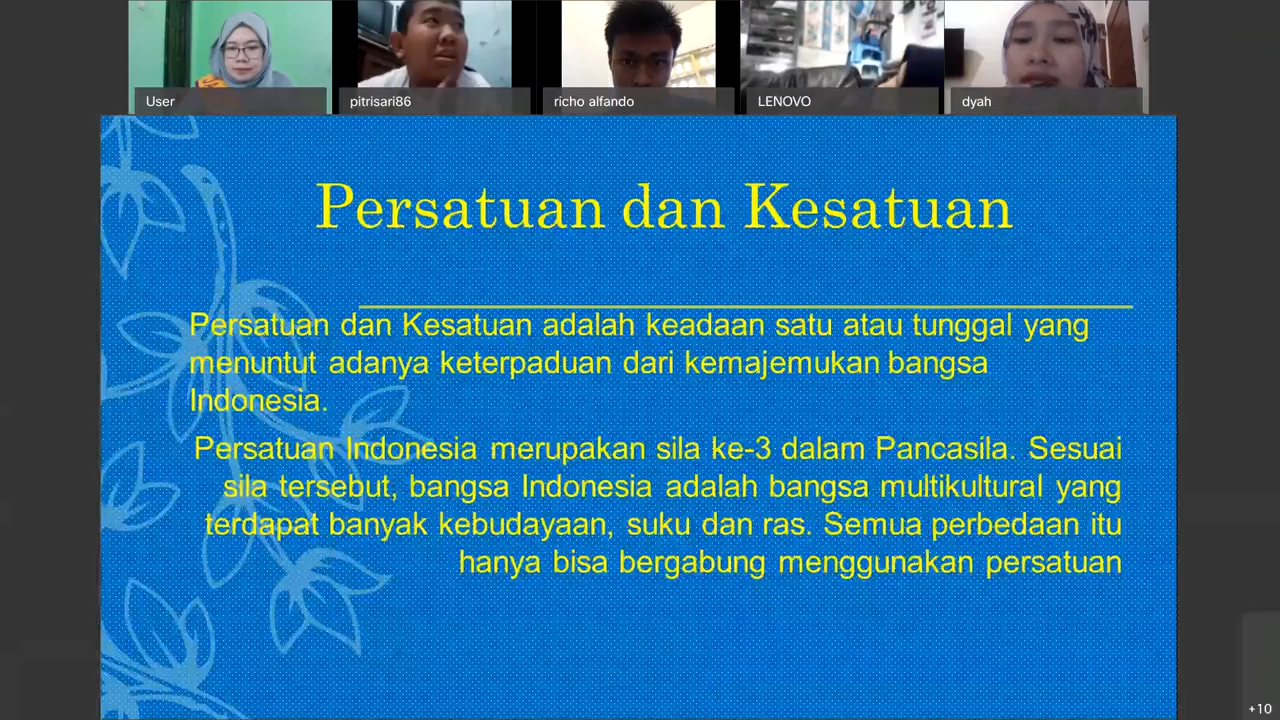 User
pitrisari86
richo alfando
LENOVO
dyah
Persatuan dan Kesatuan
Persatuan dan Kesatuan adalah keadaan satu atau tunggal yang
menuntut adanya keterpaduan dari kemajemukan bangsa
Indonesia.
Persatuan Indonesia merupakan sila ke-3 dalam Pancasila. Sesuai
sila tersebut, bangsa Indonesia adalah bangsa multikultural yang
terdapat banyak kebudayaan, suku dan ras. Semua perbedaan itu
hanya bisa bergabung menggunakan persatuan
+10